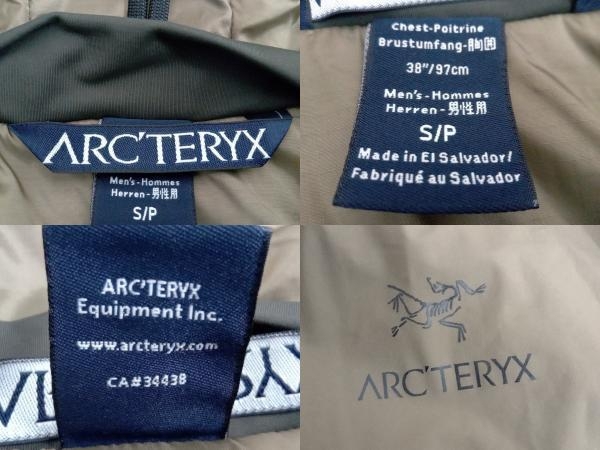 ARC'TERYX
Men's-Hommes
Herren-男性用
S/P
Chest-Poitrine
Brustumfang-胸囲
38"/97cm
Men's-Hommes
Herren-男性用
S/P
Made in El Salvador/
Fabriqué au Salvador
ARC'TERYX
Equipment Inc.
www.arcteryx.com
CA#34438
ARC'TERYX